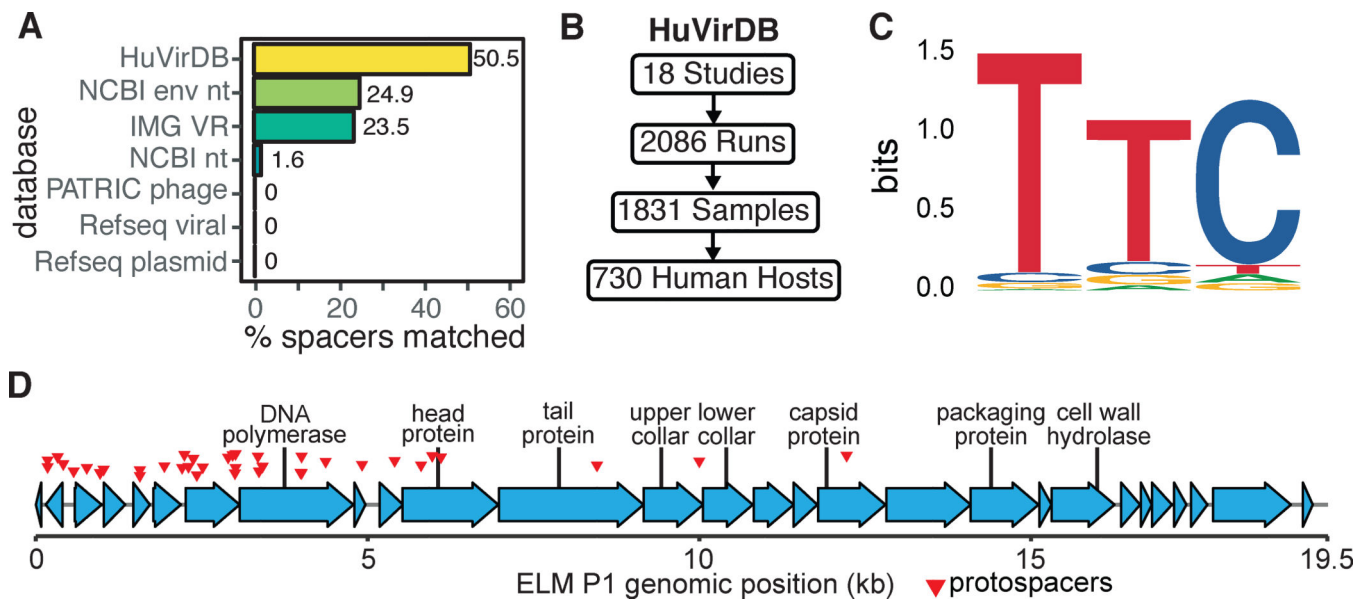 A
database
HuVirDB
50.5
NCBI env nt
24.9
IMG VR
23.5
NCBI nt
1.6
PATRIC phage
0
Refseq viral
0
Refseq plasmid
0
0 20 40 60
% spacers matched
B
HuVirDB
18 Studies
2086 Runs
1831 Samples
730 Human Hosts
C
bits
1.5
1.0
0.5
0.0
T T C
C C T
G G A
A A G
D
DNA
polymerase
head
protein
tail
protein
upper
collar
lower
collar
capsid
protein
packaging
protein
cell wall
hydrolase
0 5 10 15 19.5
ELM P1 genomic position (kb)
protospacers